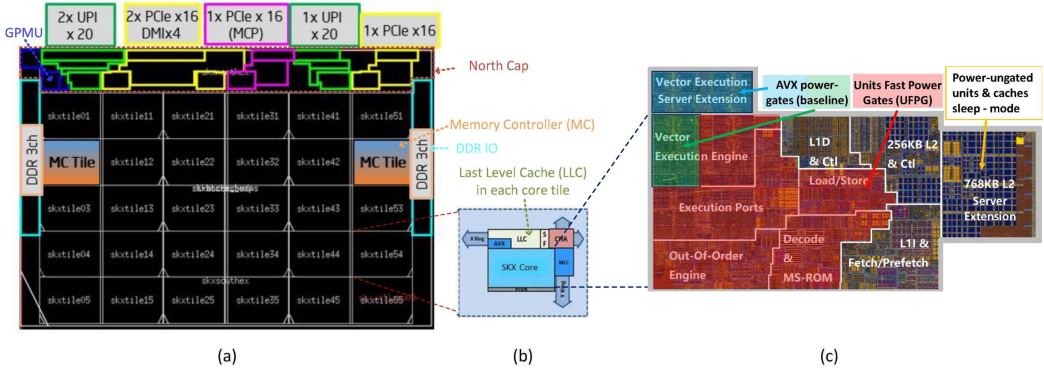 2x UPI
x 20
2x PCIe x16
DMIx4
1x PCIe x 16
(MCP)
1x UPI
x 20
1x PCIe x16
(a)
GPMU
North Cap
skxtile01
skxtile11
skxtile21
skxtile31
skxtile41
skxtile51
DDR 3ch
MC Tile
skxtile12
skxtile22
skxtile32
skxtile42
MC Tile
DDR 3ch
Memory Controller (MC)
DDR IO
skxtile03
skxtile13
skxtile23
skxtile33
skxtile43
skxtile53
skxtile04
skxtile14
skxtile24
skxtile34
skxtile44
skxtile54
skxtile05
skxtile15
skxtile25
skxtile35
skxtile45
skxtile55
(a)
Last Level Cache (LLC)
in each core tile
X Ring
AVX
LLC
S
F
CHA
SKX Core
MLC
(b)
Vector Execution
Server Extension
AVX power-
gates (baseline)
Units Fast Power
Gates (UFPG)
Power-ungated
units & caches
sleep - mode
Vector
Execution Engine
L1D
& Ctl
256KB L2
& Ctl
Load/Store
768KB L2
Server
Extension
Execution Ports
Out-Of-Order
Engine
Decode
&
MS-ROM
L1I &
Fetch/Prefetch
(c)